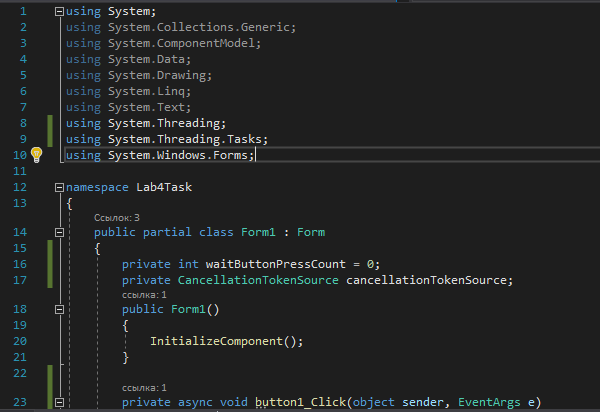 1 using System;
2 using System.Collections.Generic;
3 using System.ComponentModel;
4 using System.Data;
5 using System.Drawing;
6 using System.Linq;
7 using System.Text;
8 using System.Threading;
9 using System.Threading.Tasks;
10 using System.Windows.Forms;
11
12 namespace Lab4Task
13 {
Ссылок: 3
14 public partial class Form1 : Form
15 {
16 private int waitButtonPressCount = 0;
17 private CancellationTokenSource cancellationTokenSource;
ссылка: 1
18 public Form1()
19 {
20 InitializeComponent();
21 }
22
ссылка: 1
23 private async void button1_Click(object sender, EventArgs e)